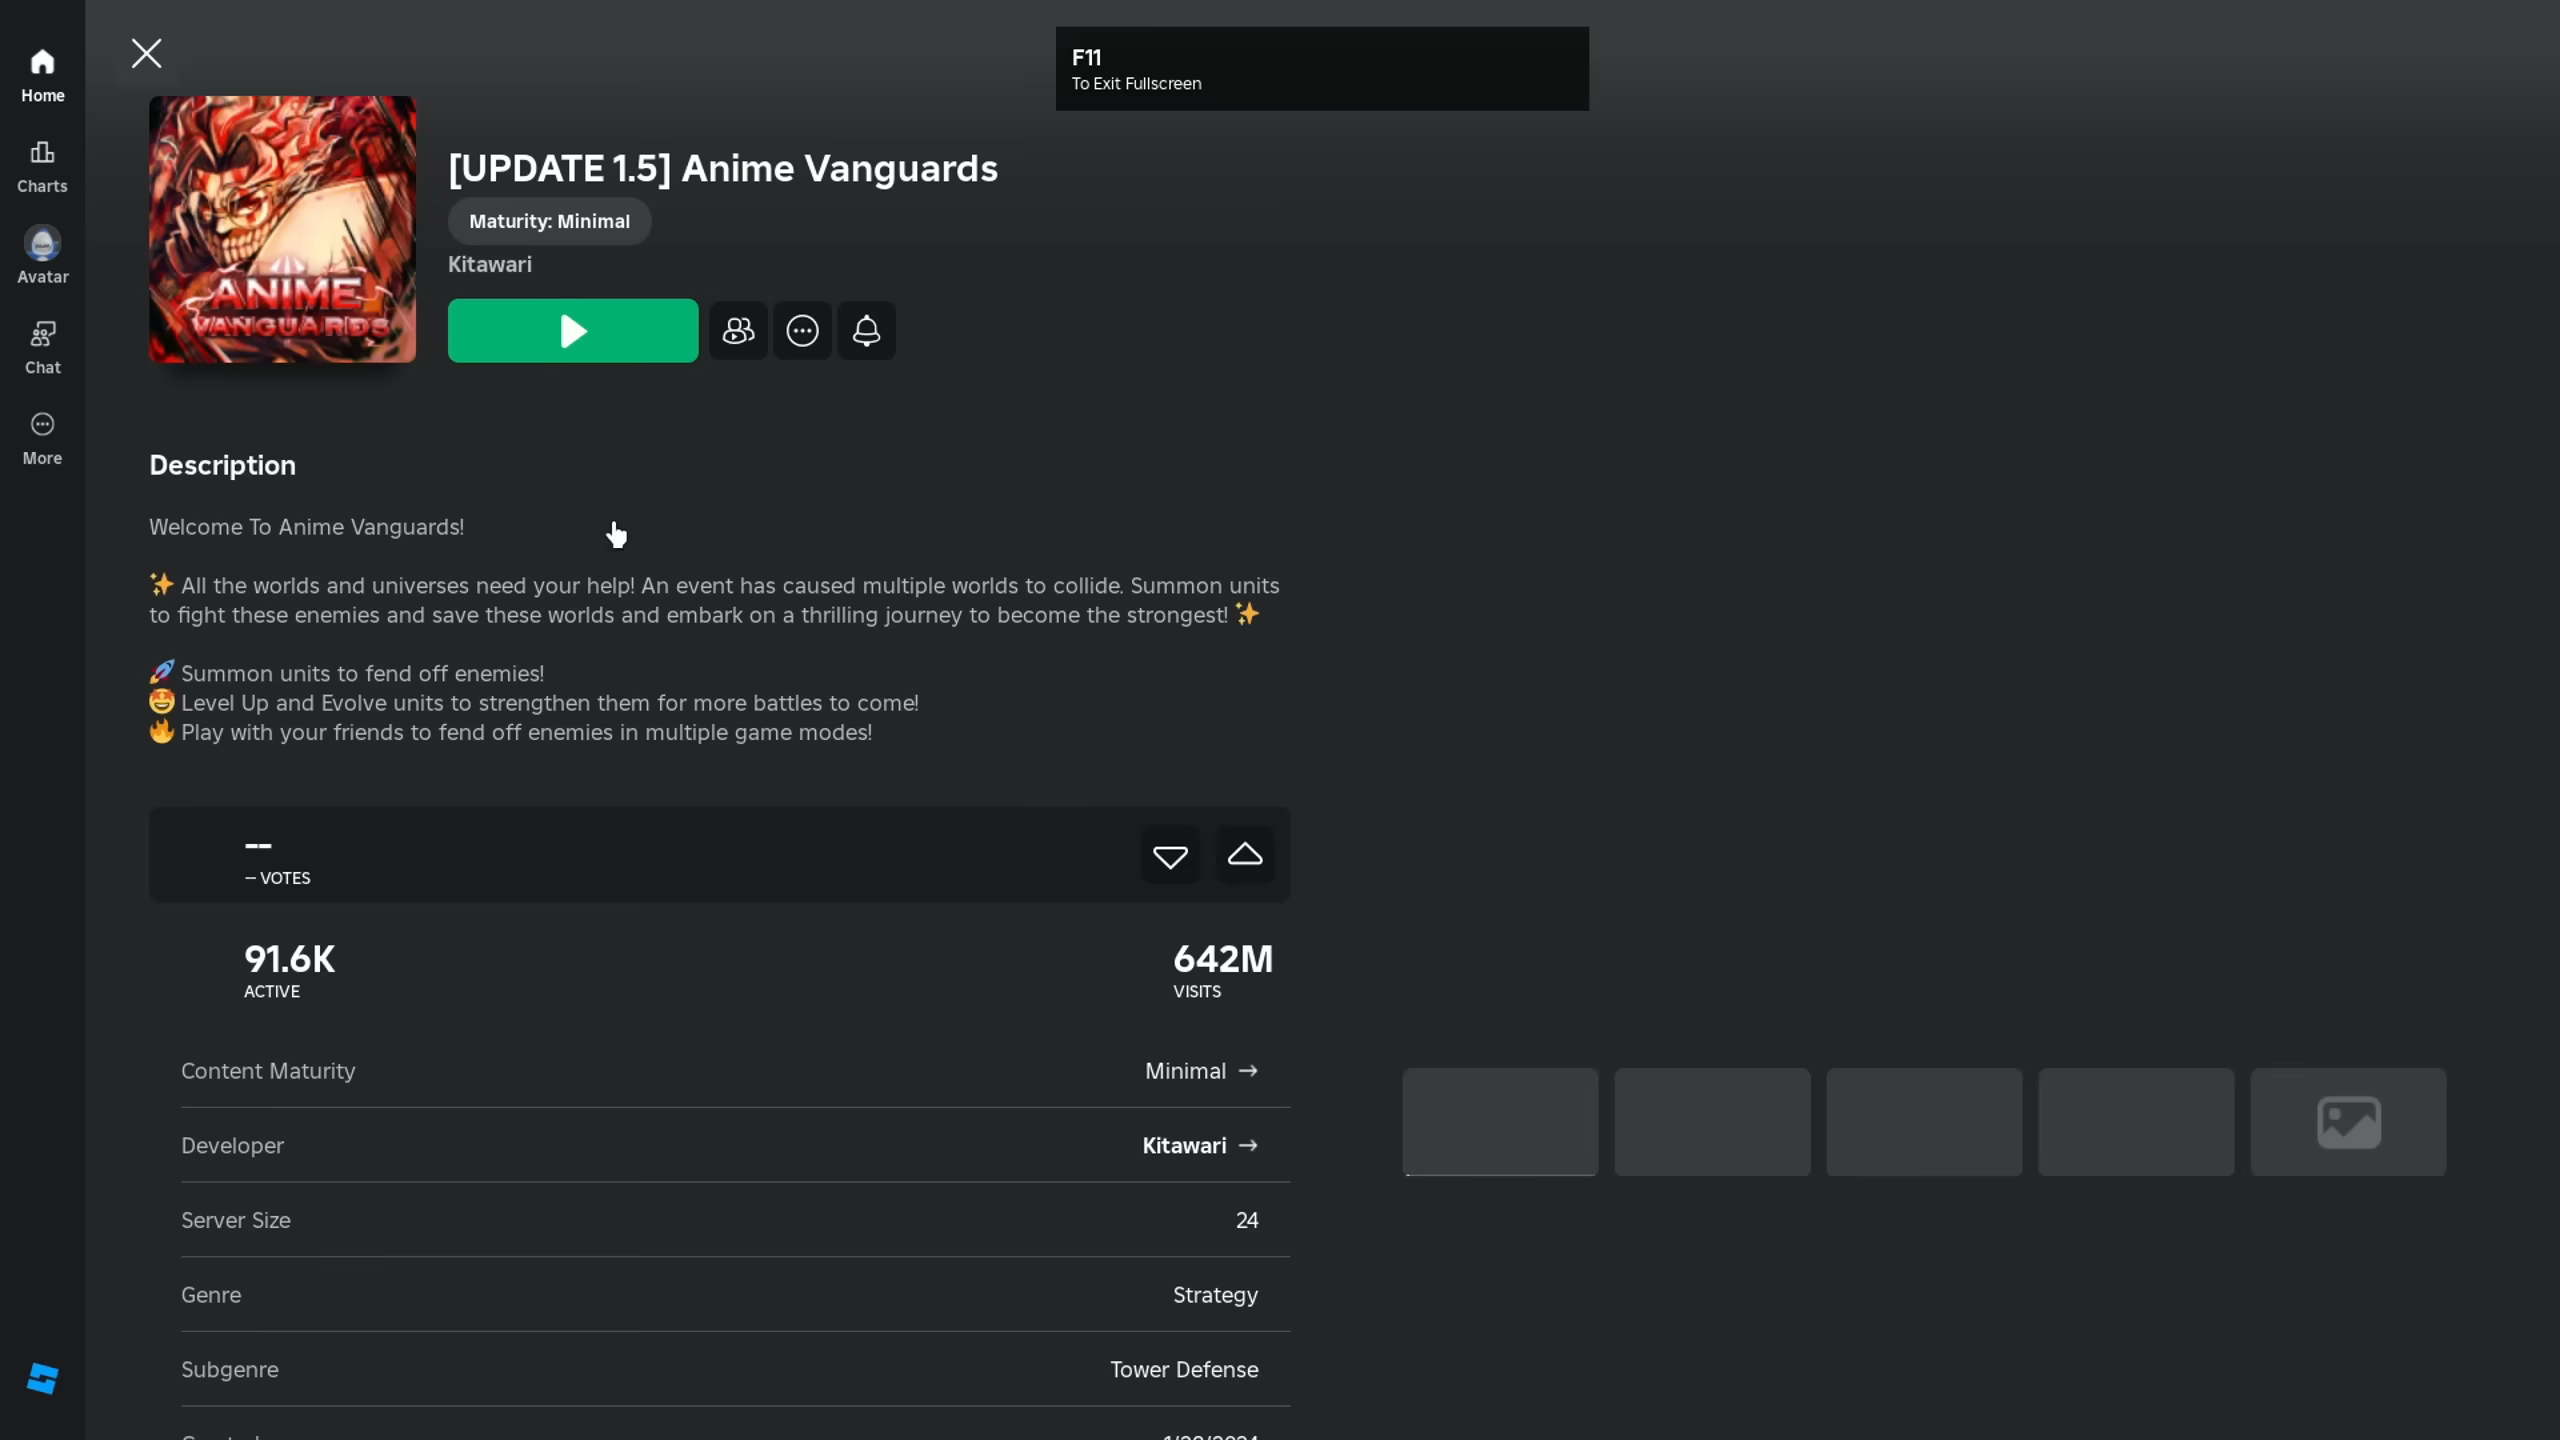 F11
To Exit Fullscreen
Home
Charts
Avatar
Chat
More
ANIME
VANGUARDS
[UPDATE 1.5] Anime Vanguards
Maturity: Minimal
Kitawari
Description
Welcome To Anime Vanguards!
✨ All the worlds and universes need your help! An event has caused multiple worlds to collide. Summon units
to fight these enemies and save these worlds and embark on a thrilling journey to become the strongest! ✨
🚀 Summon units to fend off enemies!
🤩 Level Up and Evolve units to strengthen them for more battles to come!
🔥 Play with your friends to fend off enemies in multiple game modes!
--
-- VOTES
91.6K
ACTIVE
642M
VISITS
Content Maturity Minimal →
Developer Kitawari →
Server Size 24
Genre Strategy
Subgenre Tower Defense